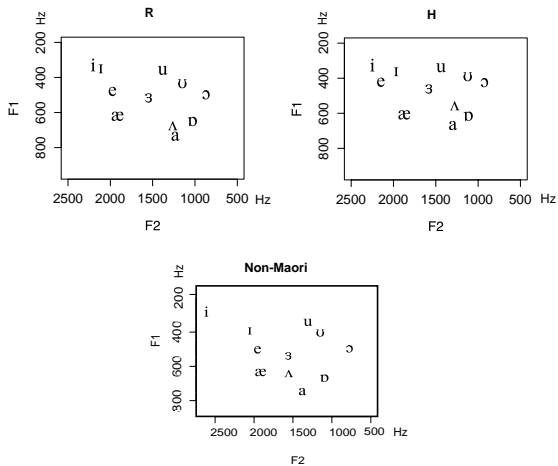 R
Hz
200
400
600
800
F1
i ɪ u
e ʊ ɔ
æ ɜ
ʌ ɒ
a
2500 2000 1500 1000 500 Hz
F2
H
Hz
200
400
600
800
F1
i ɪ u
e ɜ ʊ ɔ
æ ʌ ɒ
a
2500 2000 1500 1000 500 Hz
F2
Non-Maori
Hz
200
400
600
800
F1
i
ɪ u ʊ
e ɜ ɔ
æ ʌ ɒ
a
2500 2000 1500 1000 500 Hz
F2